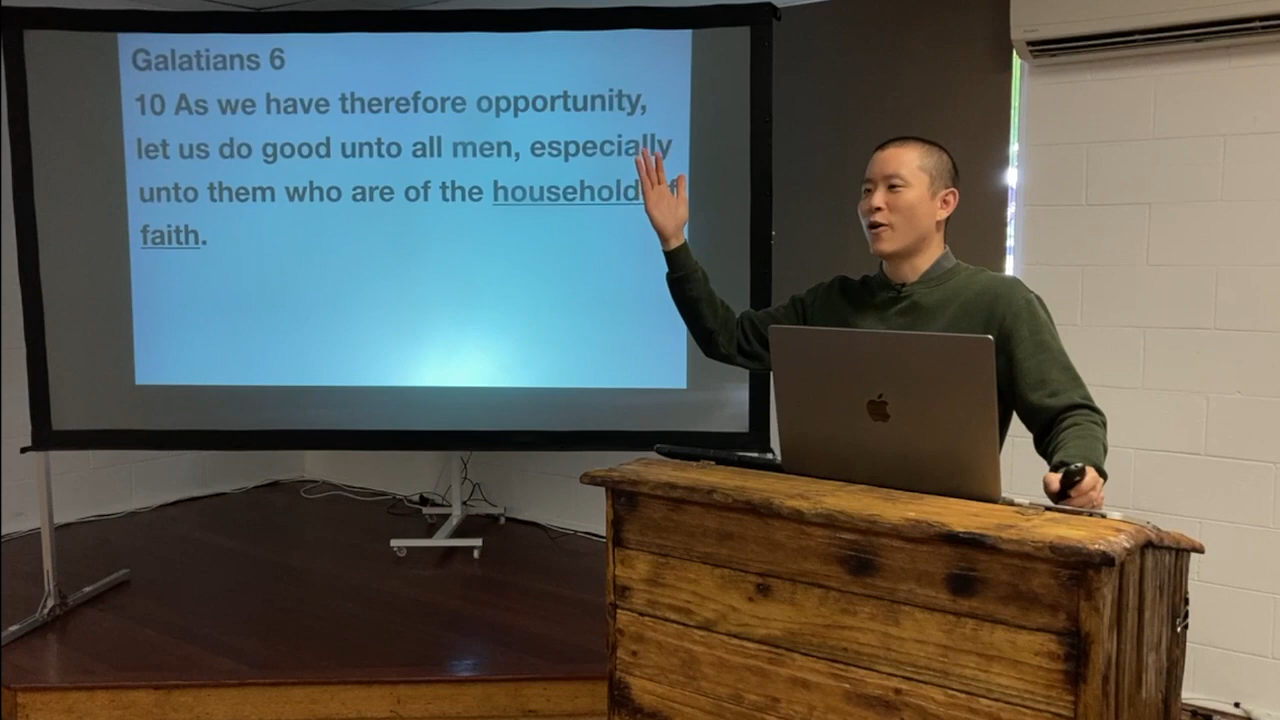 Galatians 6
10 As we have therefore opportunity,
let us do good unto all men, especially
unto them who are of the household of
faith.